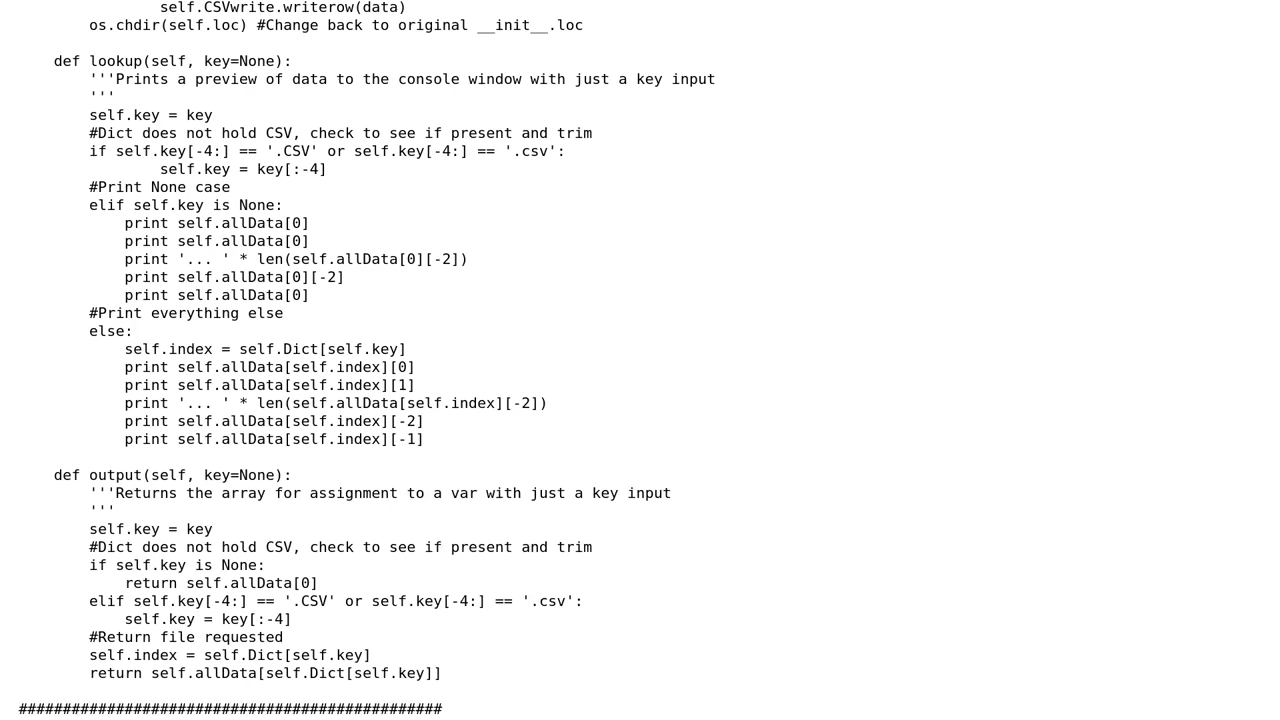 self.CSVwrite.writerow(data)
        os.chdir(self.loc) #Change back to original __init__.loc

    def lookup(self, key=None):
        '''Prints a preview of data to the console window with just a key input
        '''
        self.key = key
        #Dict does not hold CSV, check to see if present and trim
        if self.key[-4:] == '.CSV' or self.key[-4:] == '.csv':
                self.key = key[:-4]
        #Print None case
        elif self.key is None:
            print self.allData[0]
            print self.allData[0]
            print '... ' * len(self.allData[0][-2])
            print self.allData[0][-2]
            print self.allData[0]
        #Print everything else
        else:
            self.index = self.Dict[self.key]
            print self.allData[self.index][0]
            print self.allData[self.index][1]
            print '... ' * len(self.allData[self.index][-2])
            print self.allData[self.index][-2]
            print self.allData[self.index][-1]

    def output(self, key=None):
        '''Returns the array for assignment to a var with just a key input
        '''
        self.key = key
        #Dict does not hold CSV, check to see if present and trim
        if self.key is None:
            return self.allData[0]
        elif self.key[-4:] == '.CSV' or self.key[-4:] == '.csv':
            self.key = key[:-4]
        #Return file requested
        self.index = self.Dict[self.key]
        return self.allData[self.Dict[self.key]]

################################################